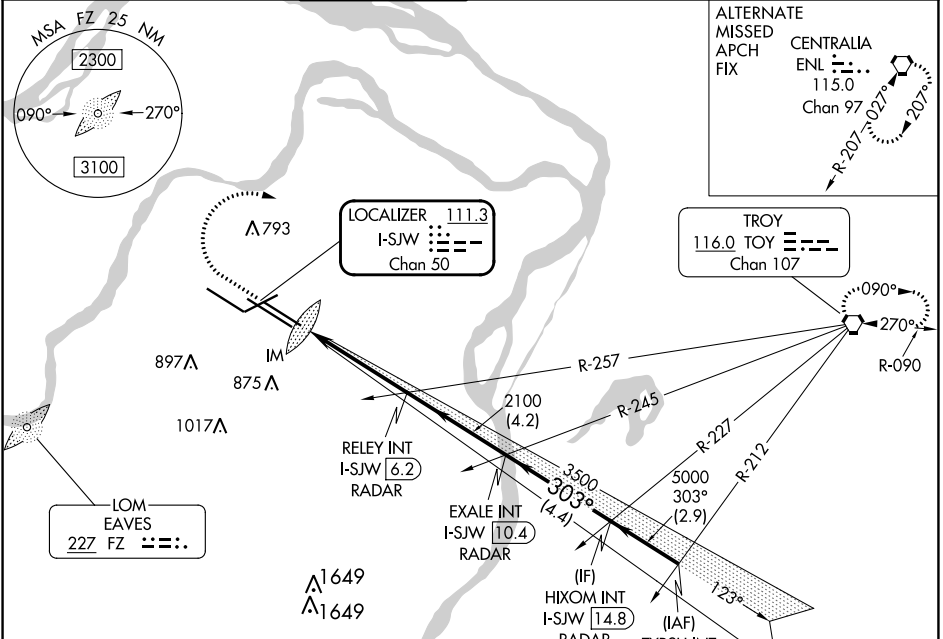 MSA FZ 25 NM
2300
090°
270°
3100
ALTERNATE
MISSED
APCH
FIX
CENTRALIA
ENL
115.0
Chan 97
R-207
027°
207°
793
LOCALIZER 111.3
I-SJW
Chan 50
TROY
116.0 TOY
Chan 107
090°
270°
R-090
IM
897
875
1017
R-257
R-245
R-227
R-212
2100
(4.2)
RELEY INT
I-SJW 6.2
RADAR
3500
303°
(4.4)
5000
303°
(2.9)
EXALE INT
I-SJW 10.4
RADAR
LOM
EAVES
227 FZ
1649
1649
(IF)
HIXOM INT
I-SJW 14.8
RADAR
123°
(IAF)